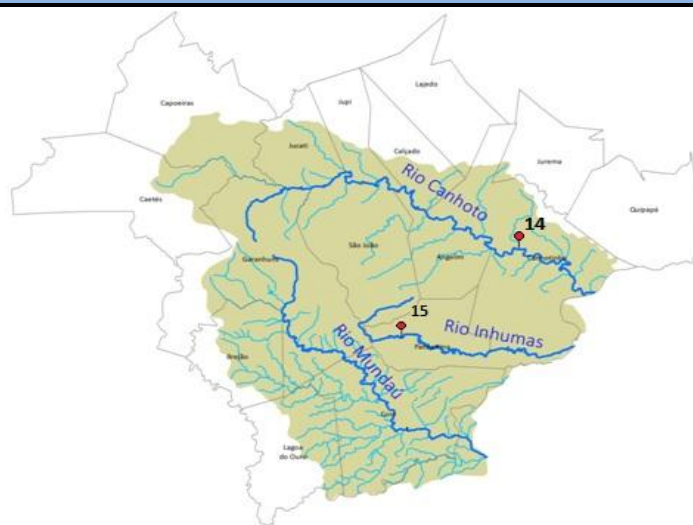 Lajedo
Capoeiras
Jupi
Jucati
Calçado
Jurema
Rio Canhoto
Caetés
Quipapá
14
São João
Angelim
Canhotinho
Garanhuns
15
Rio Inhumas
Rio Mundaú
Brejão
Lagoa
do Ouro